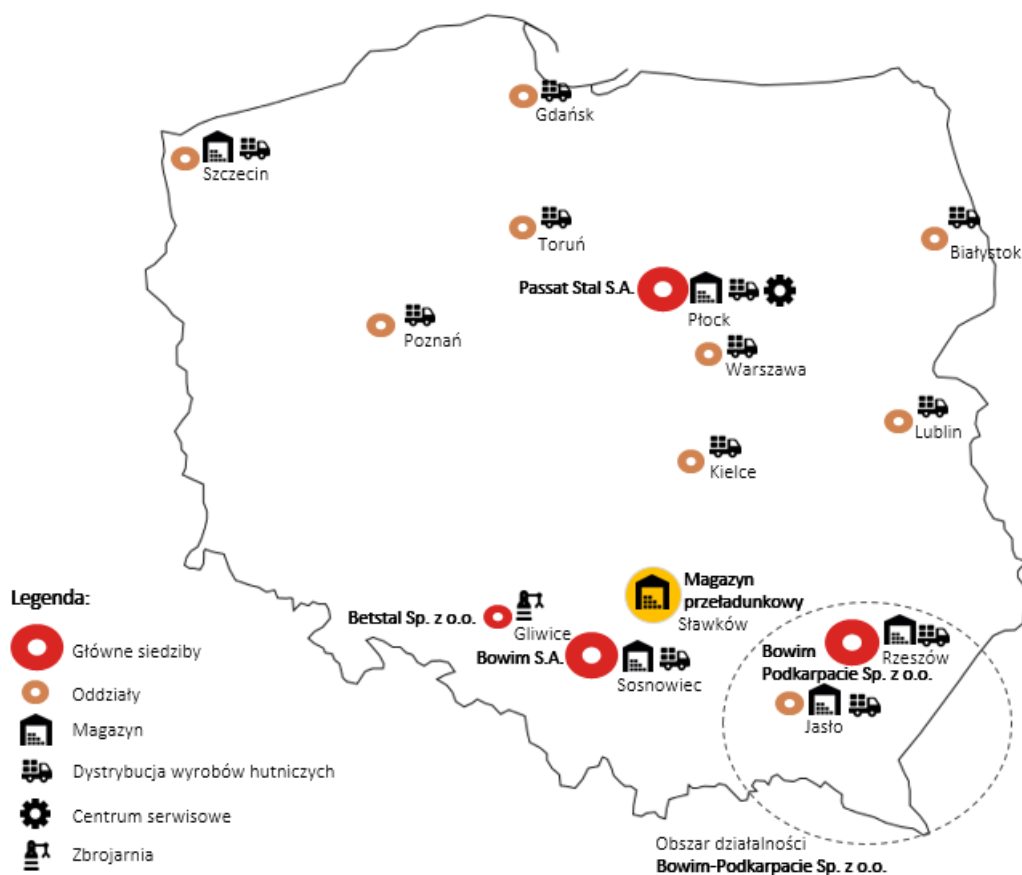 Gdańsk
Szczecin
Toruń
Białystok
Passat Stal S.A.
Płock
Poznań
Warszawa
Lublin
Kielce
Magazyn
przeładunkowy
Sławków
Betstal Sp. z o.o.
Gliwice
Bowim S.A.
Sosnowiec
Bowim
Podkarpacie Sp. z o.o.
Rzeszów
Jasło
Legenda:
Główne siedziby
Oddziały
Magazyn
Dystrybucja wyrobów hutniczych
Centrum serwisowe
Zbrojarnia
Obszar działalności
Bowim-Podkarpacie Sp. z o.o.